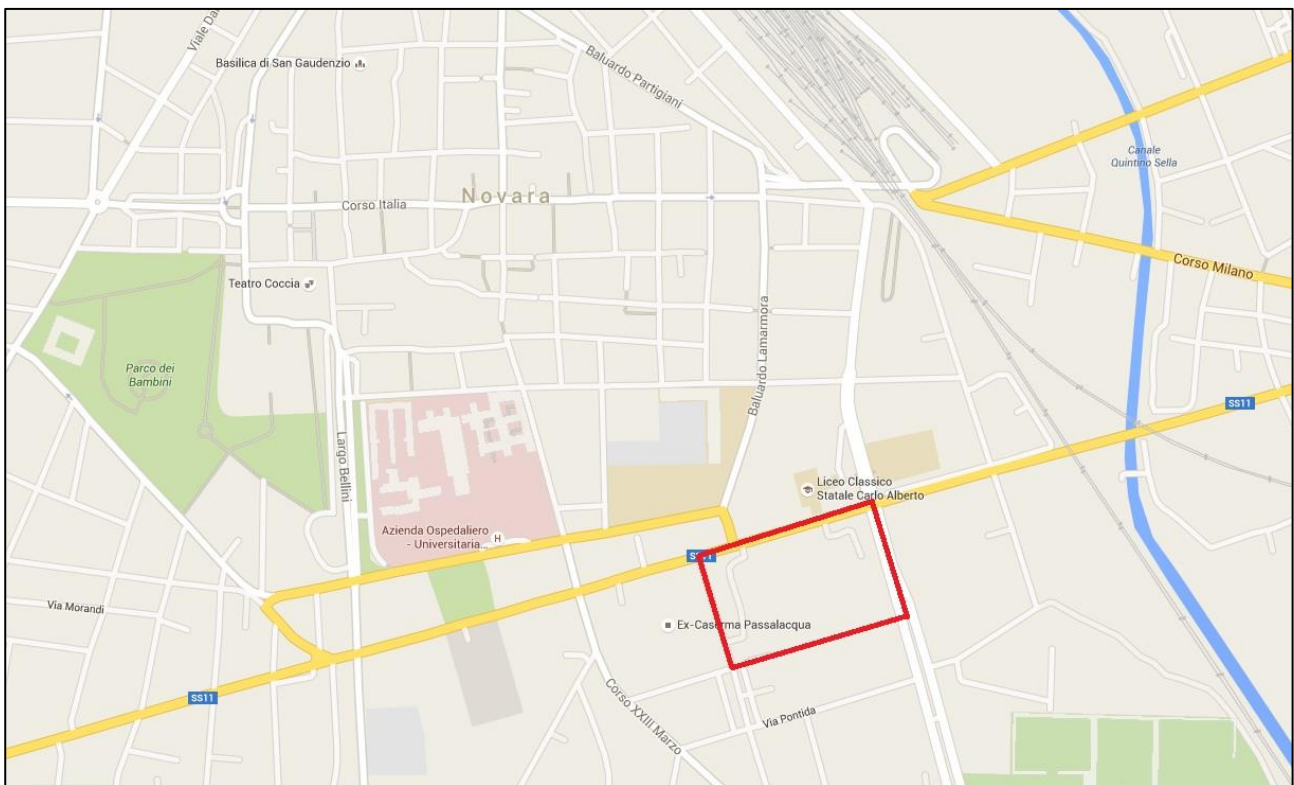 Viale Da
Basilica di San Gaudenzio
Baluardo Partigiani
Canale
Quintino Sella
Novara
Corso Italia
Corso Milano
Teatro Coccia
Baluardo Lamarmora
Parco dei
Bambini
SS11
Largo Bellini
Liceo Classico
Statale Carlo Alberto
Azienda Ospedaliero
- Universitaria...
H
Via Morandi
Ex-Caserma Passalacqua
SS11
Corso XXIII Marzo
Via Pontida